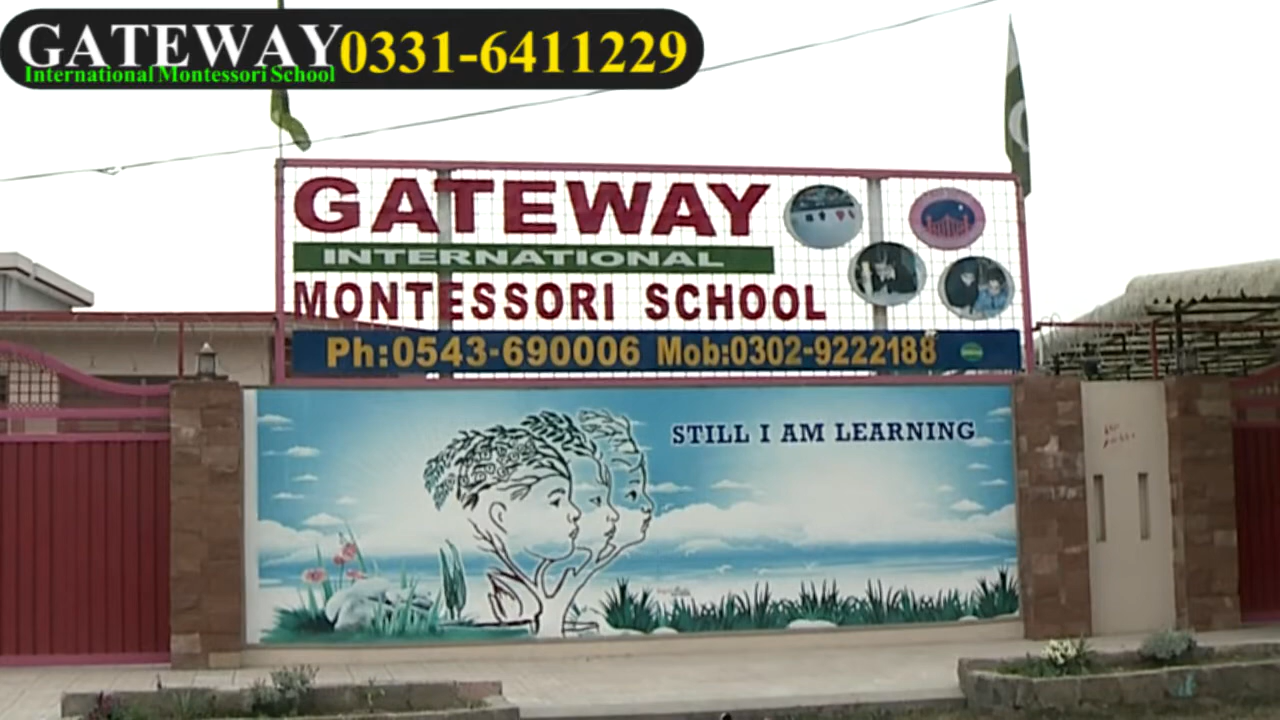 GATEWAY 0331-6411229
International Montessori School
GATEWAY
INTERNATIONAL
MONTESSORI SCHOOL
Ph:0543-690006 Mob:0302-9222188
STILL I AM LEARNING